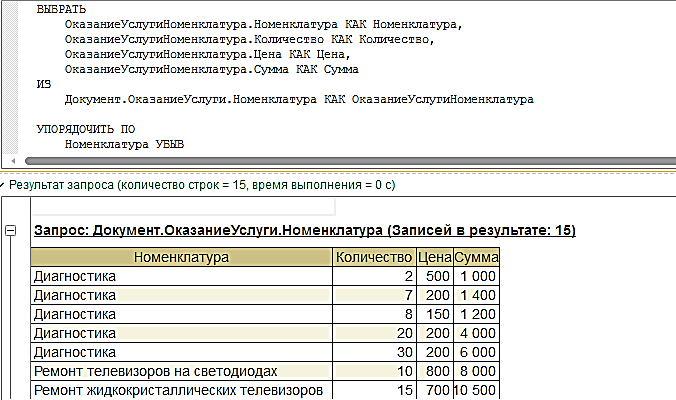 ВЫБРАТЬ
ОказаниеУслугиНоменклатура.Номенклатура КАК Номенклатура,
ОказаниеУслугиНоменклатура.Количество КАК Количество,
ОказаниеУслугиНоменклатура.Цена КАК Цена,
ОказаниеУслугиНоменклатура.Сумма КАК Сумма
ИЗ
Документ.ОказаниеУслуги.Номенклатура КАК ОказаниеУслугиНоменклатура
УПОРЯДОЧИТЬ ПО
Номенклатура УБЫВ
Результат запроса (количество строк = 15, время выполнения = 0 с)
Запрос: Документ.ОказаниеУслуги.Номенклатура (Записей в результате: 15)
Номенклатура Количество Цена Сумма
Диагностика 2 500 1 000
Диагностика 7 200 1 400
Диагностика 8 150 1 200
Диагностика 20 200 4 000
Диагностика 30 200 6 000
Ремонт телевизоров на светодиодах 10 800 8 000
Ремонт жидкокристаллических телевизоров 15 700 10 500